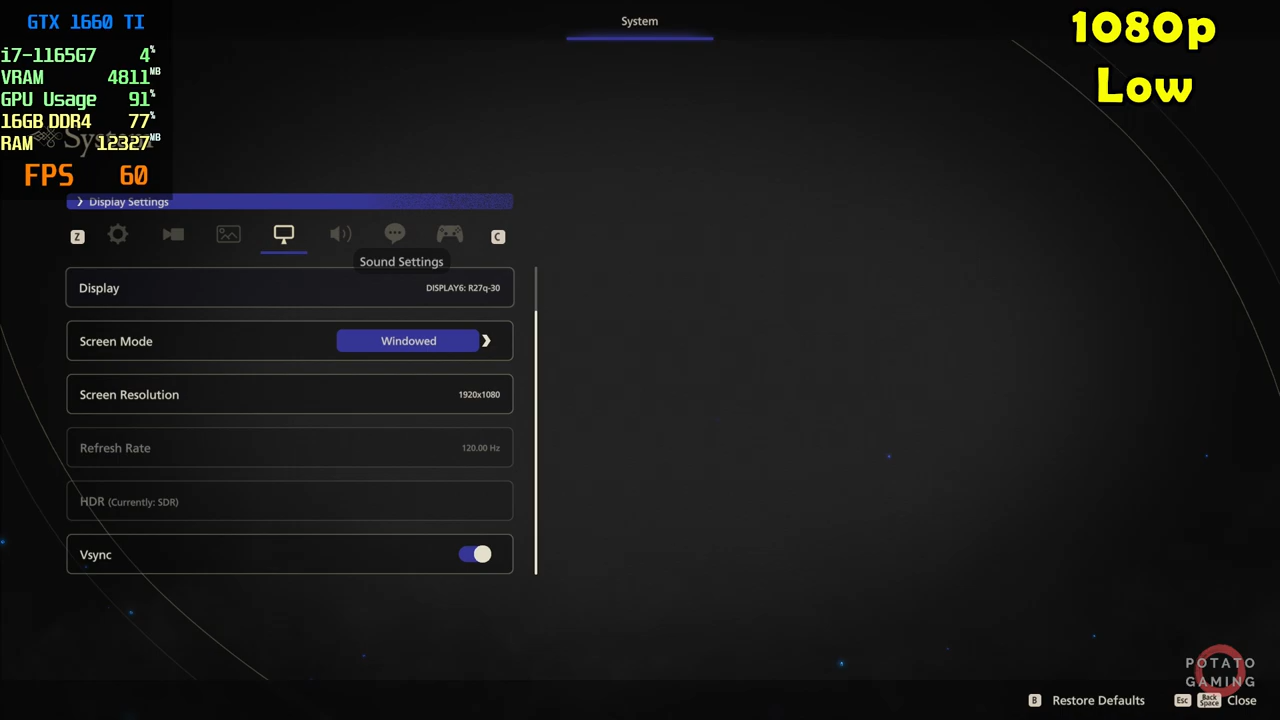 GTX 1660 TI
i7-1165G7 4%
VRAM 4811MB
GPU Usage 91%
16GB DDR4 77%
RAM 12327MB
FPS 60
System
1080p
Low
System
Display Settings
Z
C
Sound Settings
Display DISPLAY6: R27q-30
Screen Mode Windowed
Screen Resolution 1920x1080
Refresh Rate 120.00 Hz
HDR (Currently: SDR)
Vsync
POTATO
GAMING
B Restore Defaults Esc Back Space Close